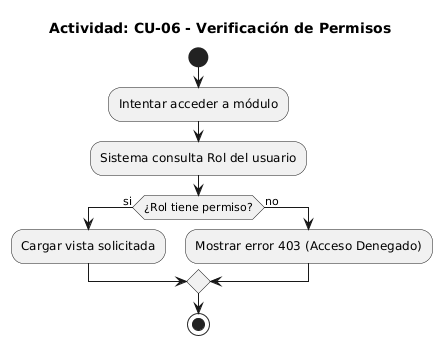 Actividad: CU-06 - Verificación de Permisos
Intentar acceder a módulo
Sistema consulta Rol del usuario
si
¿Rol tiene permiso?
no
Cargar vista solicitada
Mostrar error 403 (Acceso Denegado)